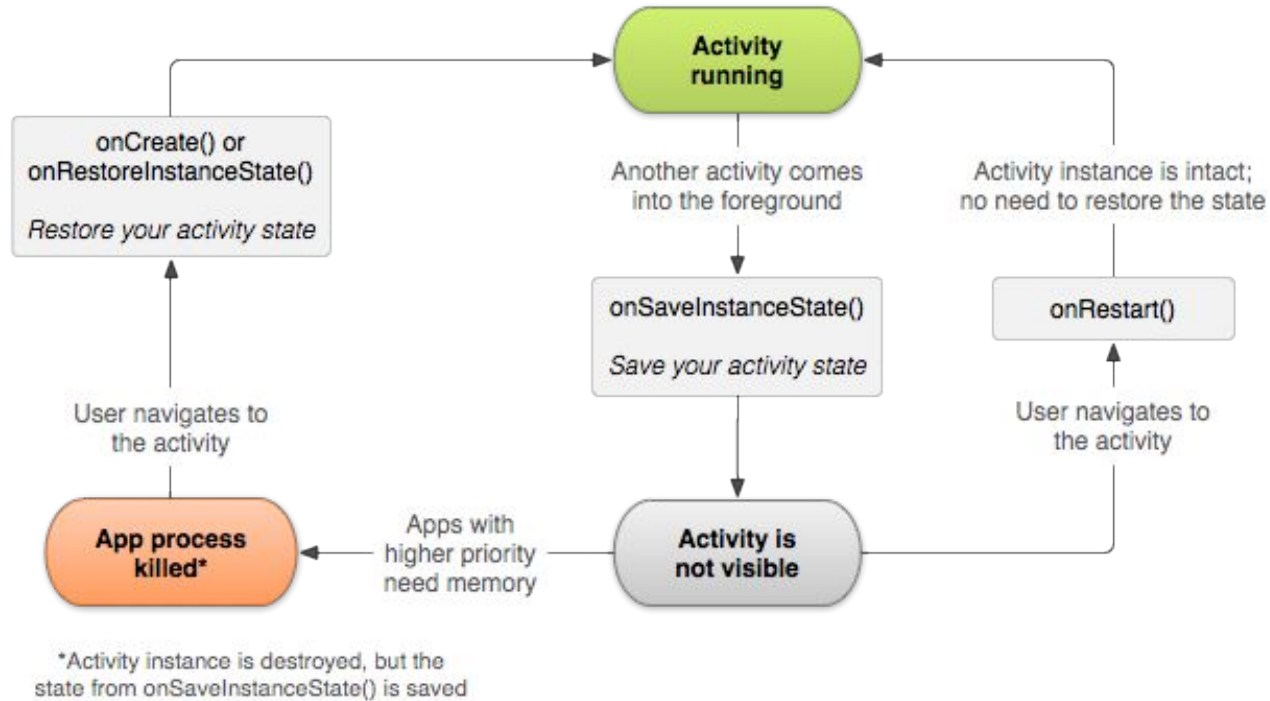 Activity
running
onCreate() or
onRestoreInstanceState()
Restore your activity state
Another activity comes
into the foreground
Activity instance is intact;
no need to restore the state
onSaveInstanceState()
Save your activity state
onRestart()
User navigates to
the activity
User navigates to
the activity
App process
killed*
Apps with
higher priority
need memory
Activity is
not visible
*Activity instance is destroyed, but the
state from onSaveInstanceState() is saved